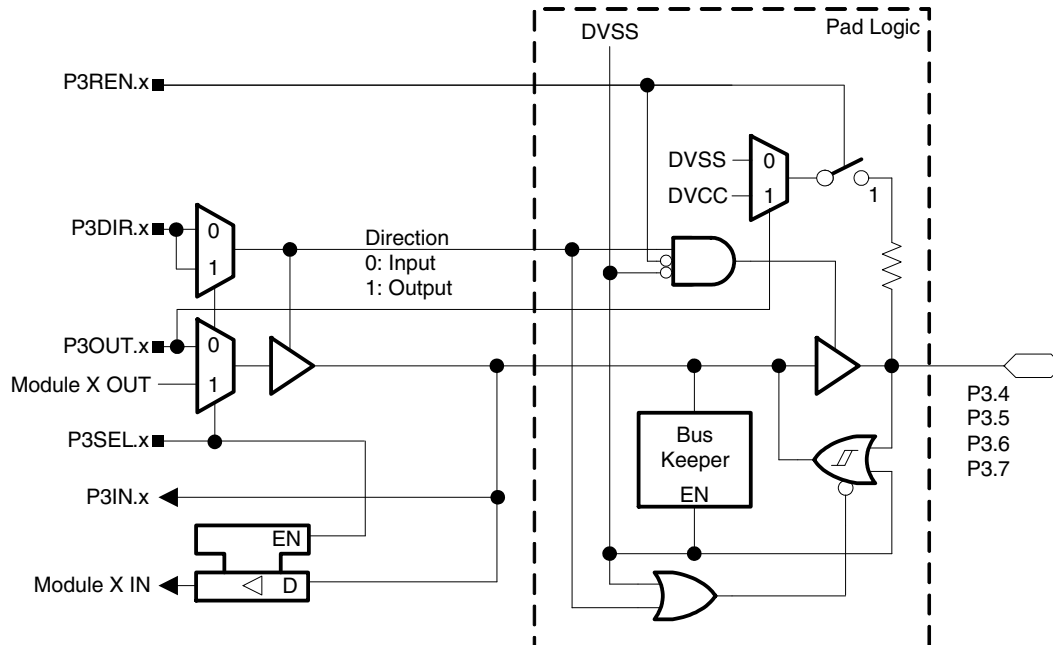 DVSS
Pad Logic
P3REN.x
DVSS
0
DVCC
1
1
P3DIR.x
0
1
Direction
0: Input
1: Output
P3OUT.x
0
Module X OUT
1
P3.4
P3.5
P3.6
P3.7
P3SEL.x
Bus
Keeper
EN
P3IN.x
EN
Module X IN
D